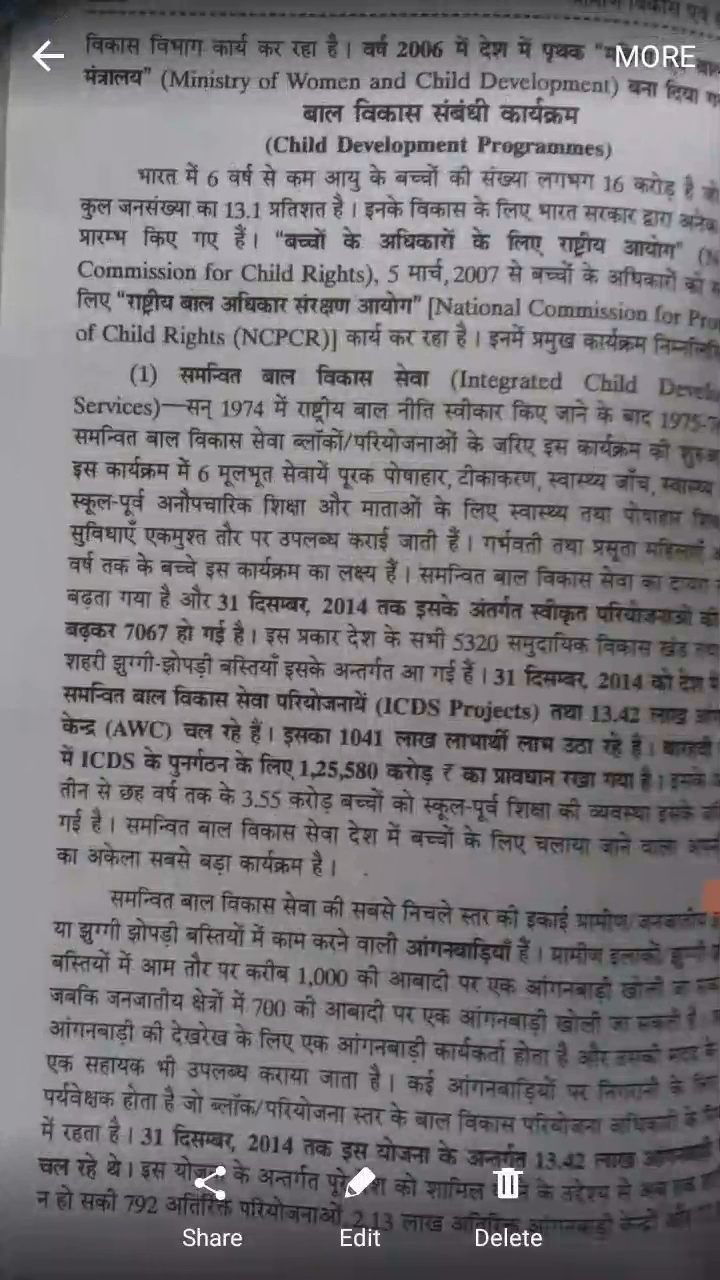 विकास विभाग कार्य कर रहा है। वर्ष 2006 में देश में पृथक
MORE
मंत्रालय" (Ministry of Women and Child Development) बना दिया
बाल विकास संबंधी कार्यक्रम
(Child Development Programmes)
भारत में 6 वर्ष से कम आयु के बच्चों की संख्या लगभग 16 करोड़ है
कुल जनसंख्या का 13.1 प्रतिशत है। इनके विकास के लिए भारत सरकार द्वारा
प्रारम्भ किए गए हैं। "बच्चों के अधिकारों के लिए राष्ट्रीय आयोग"
Commission for Child Rights), 5 मार्च, 2007 से बच्चों के अधिकारों की
लिए "राष्ट्रीय बाल अधिकार संरक्षण आयोग" [National Commission for
of Child Rights (NCPCR)] कार्य कर रहा है। इनमें प्रमुख कार्यक्रम
(1) समन्वित बाल विकास सेवा (Integrated Child
Services)—सन् 1974 में राष्ट्रीय बाल नीति स्वीकार किए जाने के बाद
समन्वित बाल विकास सेवा ब्लॉकों/परियोजनाओं के जरिए इस कार्यक्रम की
इस कार्यक्रम में 6 मूलभूत सेवायें पूरक पोषाहार, टीकाकरण, स्वास्थ्य जाँच, स्वास्थ्य
स्कूल-पूर्व अनौपचारिक शिक्षा और माताओं के लिए स्वास्थ्य तथा पोषाहार
सुविधाएँ एकमुश्त तौर पर उपलब्ध कराई जाती हैं। गर्भवती तथा प्रसूता
वर्ष तक के बच्चे इस कार्यक्रम का लक्ष्य हैं। समन्वित बाल विकास सेवा का
बढ़ता गया है और 31 दिसम्बर, 2014 तक इसके अंतर्गत स्वीकृत परियोजनाओं की
बढ़कर 7067 हो गई है। इस प्रकार देश के सभी 5320 समुदायिक विकास खंड
शहरी झुग्गी-झोपड़ी बस्तियाँ इसके अन्तर्गत आ गई हैं। 31 दिसम्बर, 2014 को देश
समन्वित बाल विकास सेवा परियोजनायें (ICDS Projects) तथा 13.42 लाख
केन्द्र (AWC) चल रहे हैं। इसका 1041 लाख लाभार्थी लाभ उठा रहे है।
में ICDS के पुनर्गठन के लिए 1,25,580 करोड़ ₹ का प्रावधान रखा गया है।
तीन से छह वर्ष तक के 3.55 करोड़ बच्चों को स्कूल-पूर्व शिक्षा की व्यवस्था इसके
गई है। समन्वित बाल विकास सेवा देश में बच्चों के लिए चलाया जाने वाला
का अकेला सबसे बड़ा कार्यक्रम है।
समन्वित बाल विकास सेवा की सबसे निचले स्तर की इकाई ग्रामीण
या झुग्गी झोपड़ी बस्तियों में काम करने वाली आंगनवाड़ियाँ हैं। ग्रामीण इलाकों
बस्तियों में आम तौर पर करीब 1,000 की आबादी पर एक आंगनबाड़ी खोली
जबकि जनजातीय क्षेत्रों में 700 की आबादी पर एक आंगनबाड़ी खोली जा सकती है।
आंगनबाड़ी की देखरेख के लिए एक आंगनबाड़ी कार्यकर्ता होता है और उसकी मदद
एक सहायक भी उपलब्ध कराया जाता है। कई आंगनबाड़ियों पर निगरानी के
पर्यवेक्षक होता है जो ब्लॉक/परियोजना स्तर के बाल विकास परियोजना
में रहता है। 31 दिसम्बर, 2014 तक इस योजना के अन्तर्गत 13.42 लाख
चल रहे थे। इस के अन्तर्गत को शामिल के उद्देश्य से
न हो सकी 792 अतिरिक्त परियोजनाओं, 2.13 लाख अतिरिक्त आंगनबाड़ी केन्द्रों
Share Edit Delete